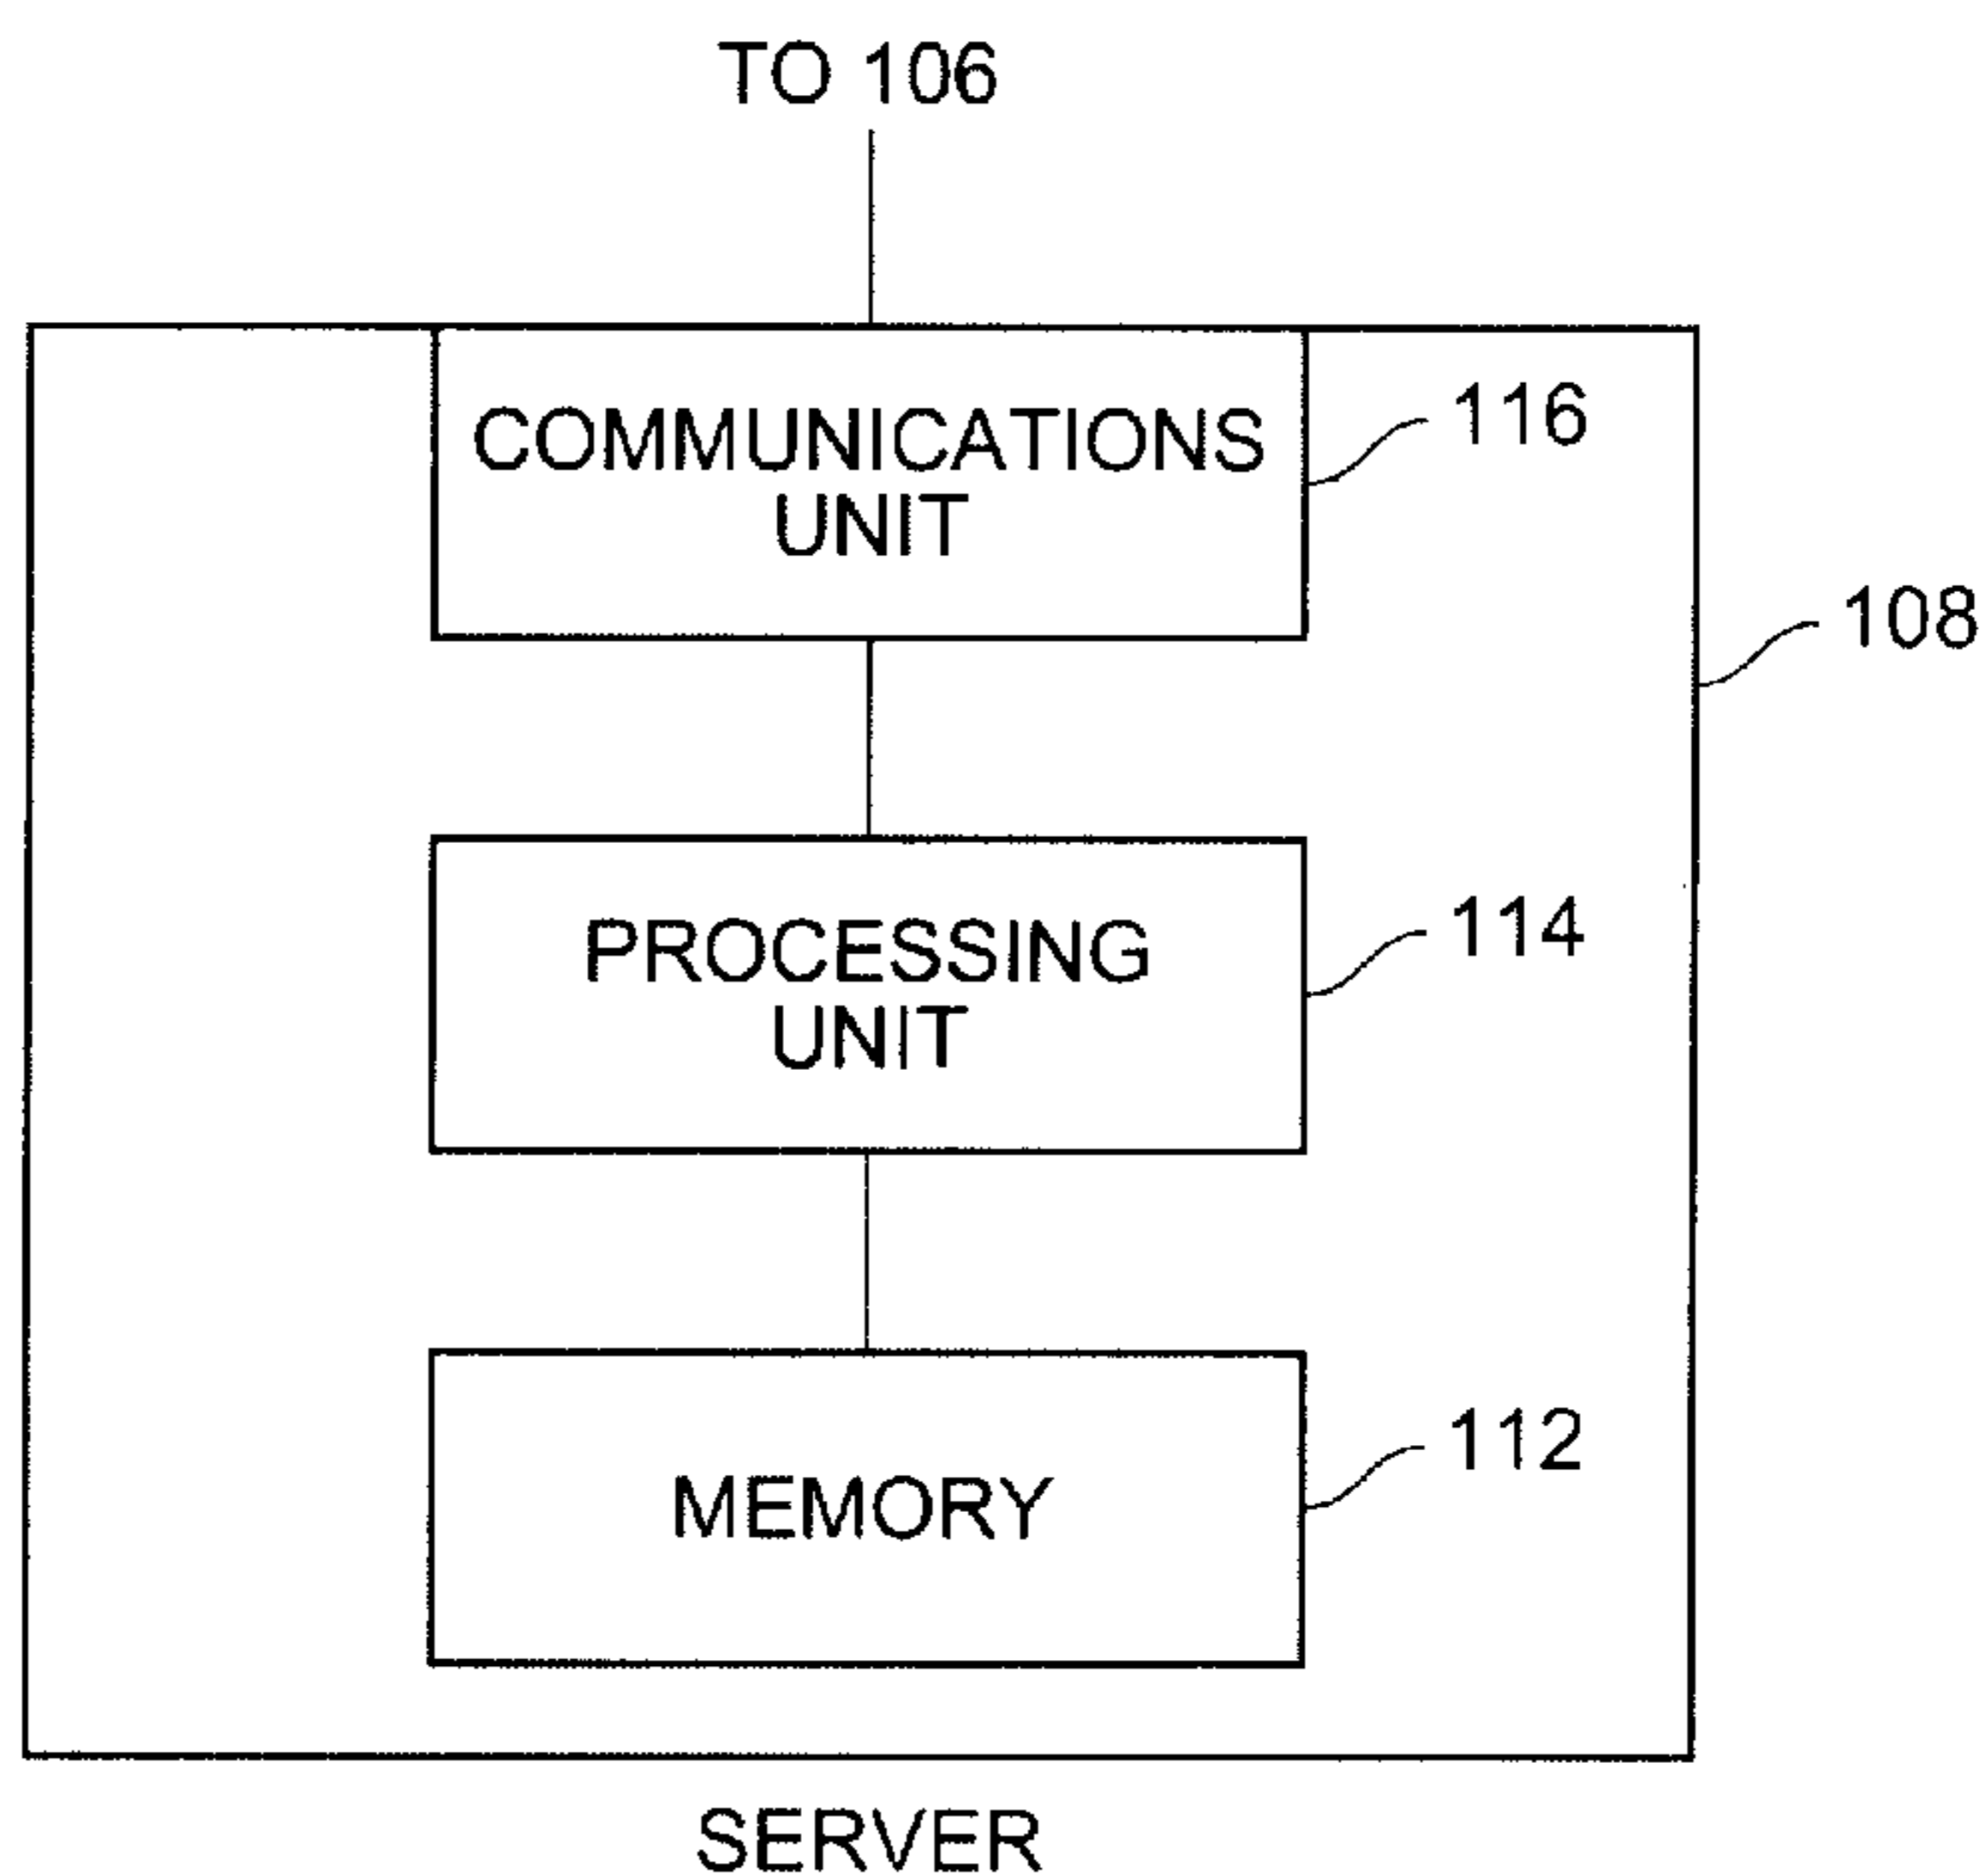 TO 106
COMMUNICATIONS
UNIT
116
108
PROCESSING
UNIT
114
MEMORY
112
SERVER